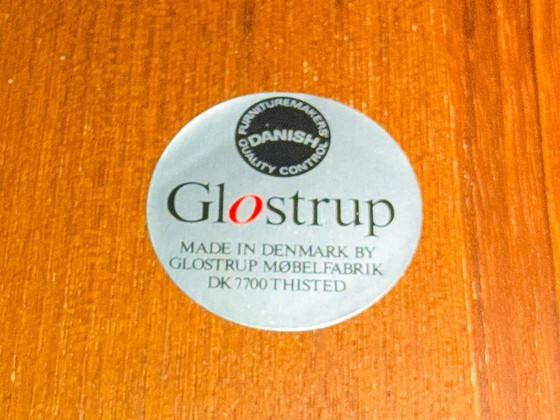 FURNITUREMAKERS'
DANISH
QUALITY CONTROL
Glostrup
MADE IN DENMARK BY
GLOSTRUP MØBELFABRIK
DK 7700 THISTED